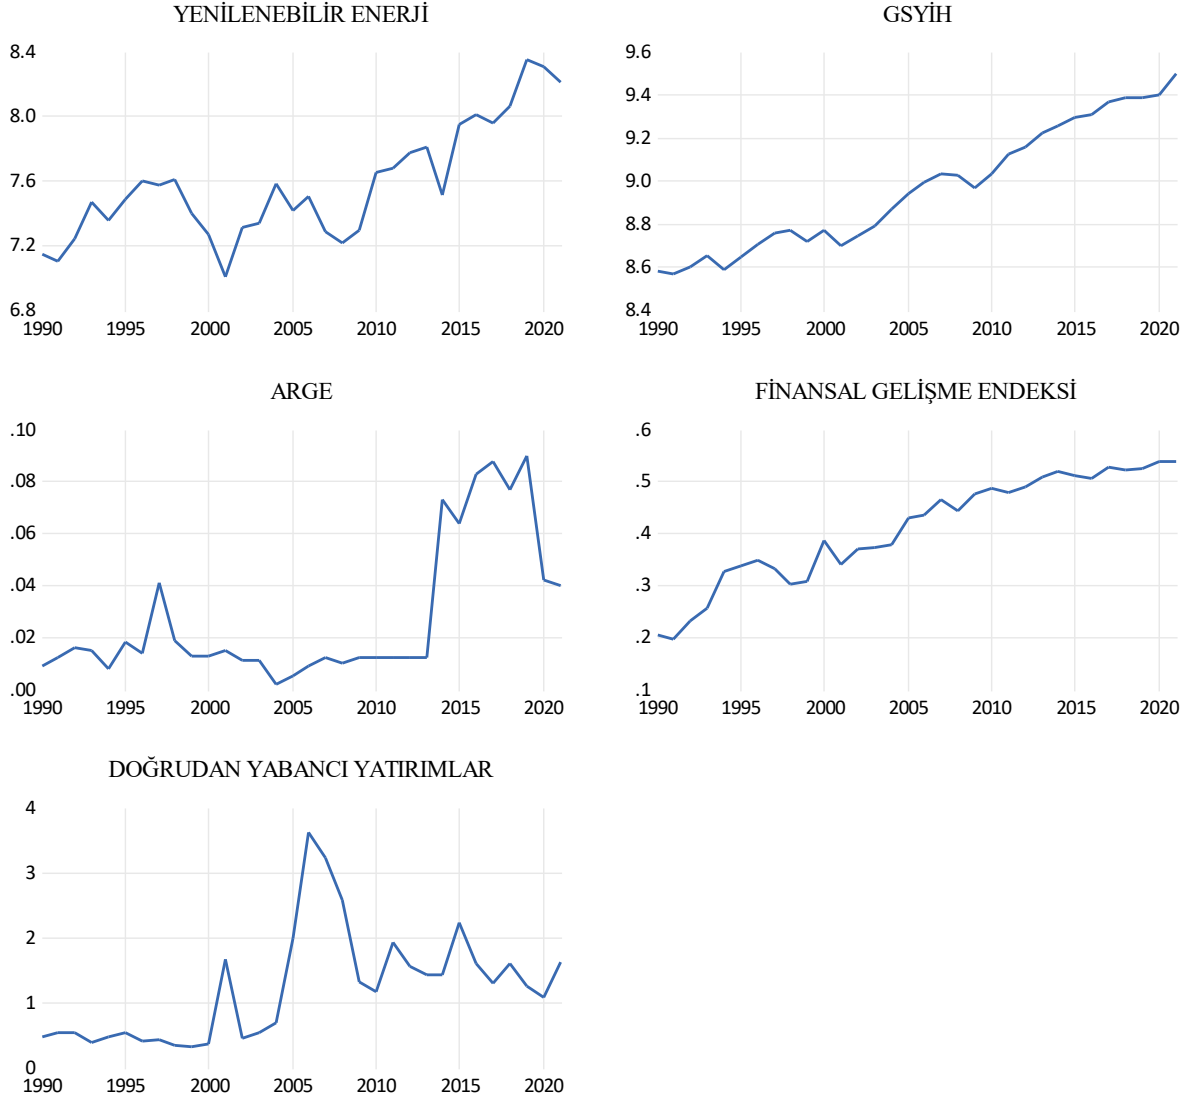 YENİLENEBİLİR ENERJİ
8.4
8.0
7.6
7.2
6.8
1990 1995 2000 2005 2010 2015 2020
GSYİH
9.6
9.4
9.2
9.0
8.8
8.6
8.4
1990 1995 2000 2005 2010 2015 2020
ARGE
.10
.08
.06
.04
.02
.00
1990 1995 2000 2005 2010 2015 2020
FİNANSAL GELİŞME ENDEKSİ
.6
.5
.4
.3
.2
.1
1990 1995 2000 2005 2010 2015 2020
DOĞRUDAN YABANCI YATIRIMLAR
4
3
2
1
0
1990 1995 2000 2005 2010 2015 2020